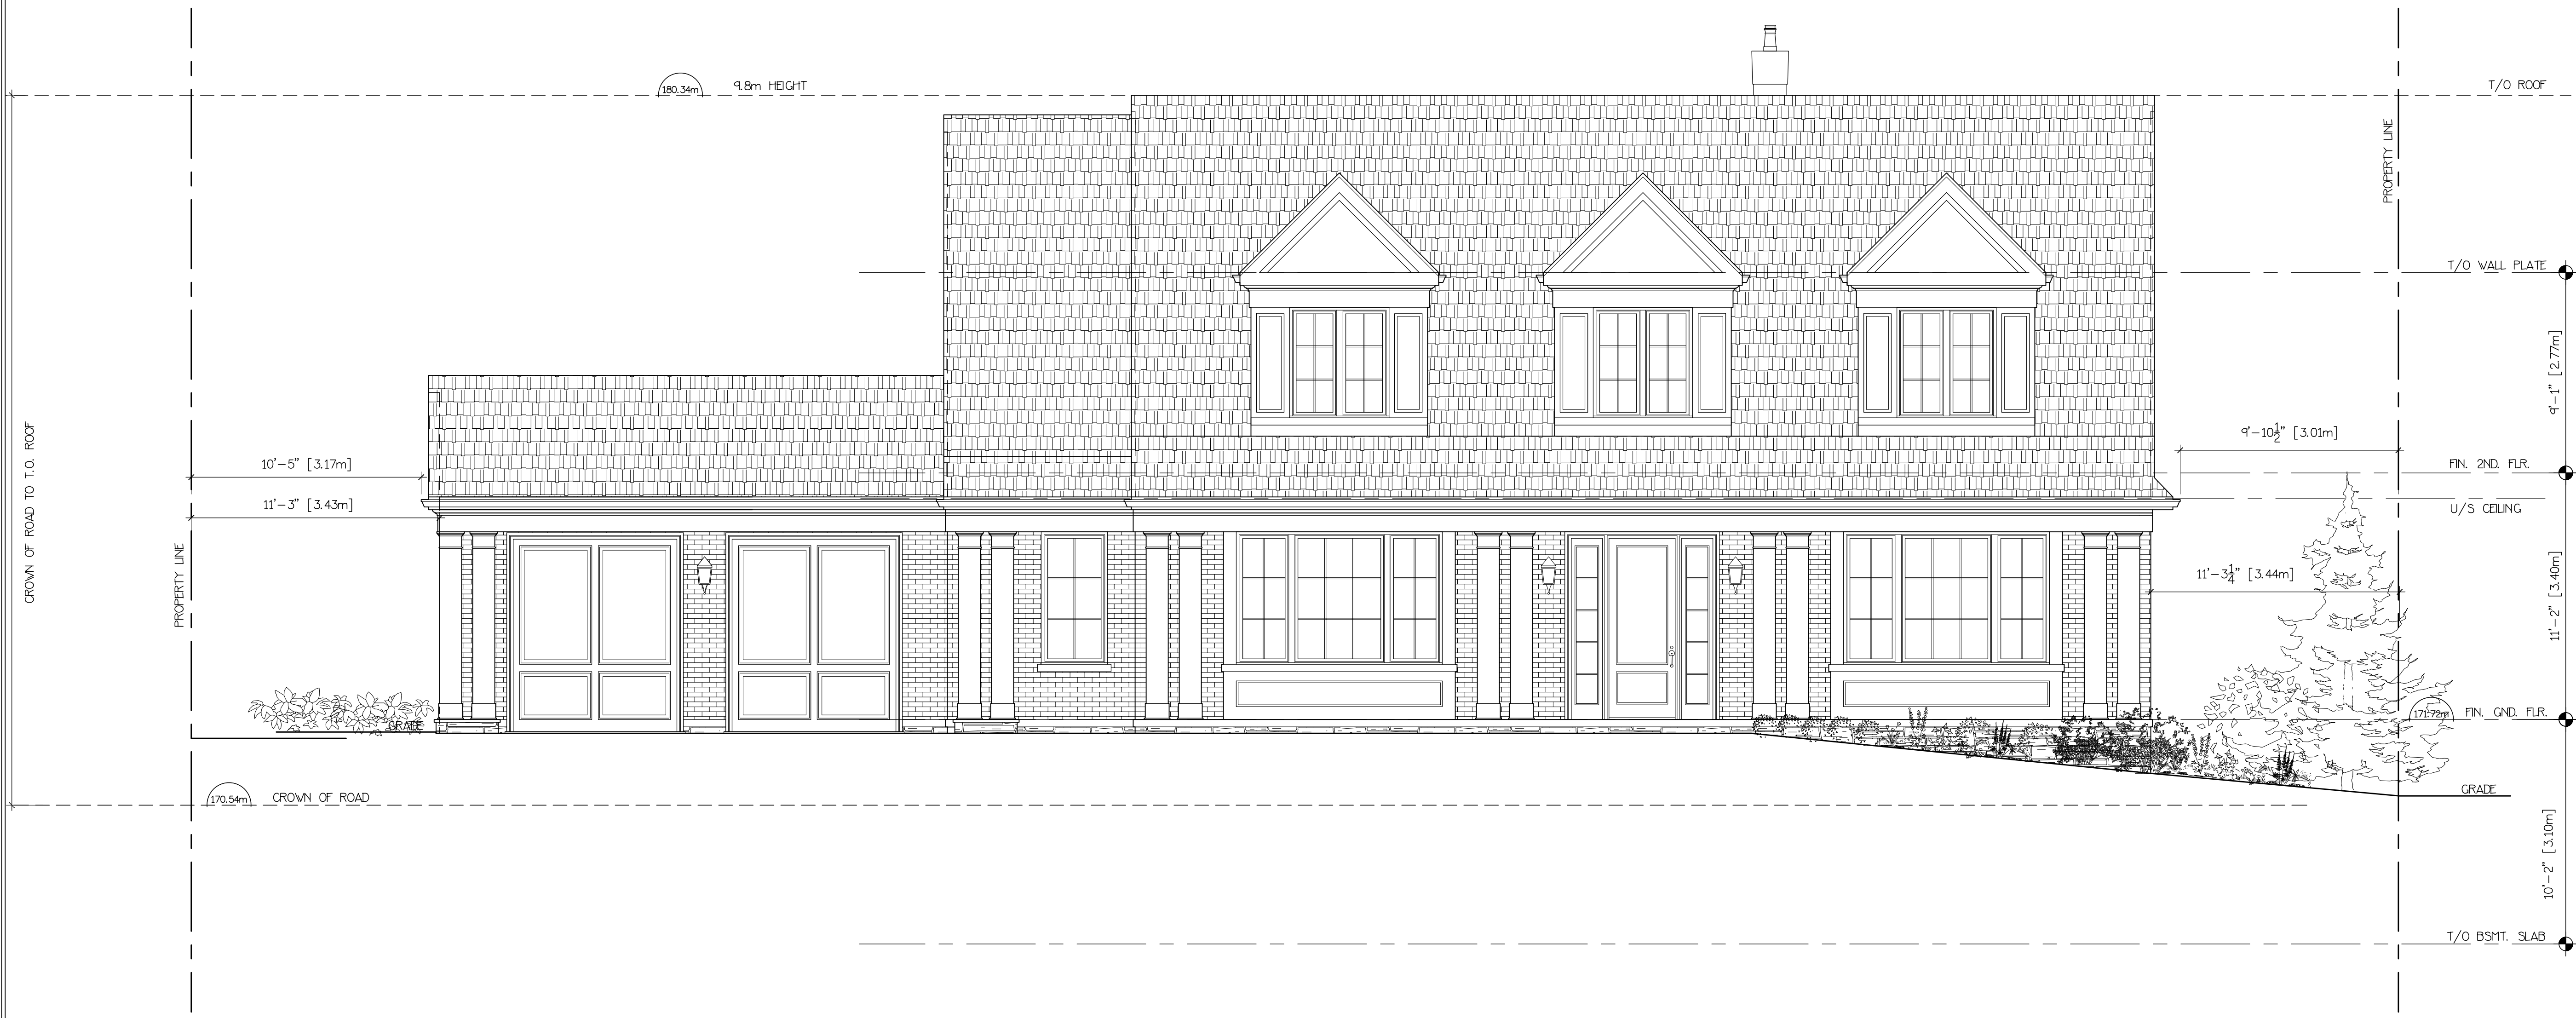 180.34m
9.8m HEIGHT
T/O ROOF
PROPERTY LINE
T/O WALL PLATE
9'-1" [2.77m]
CROWN OF ROAD TO T.O. ROOF
10'-5" [3.17m]
9'-10½" [3.01m]
FIN. 2ND. FLR.
11'-3" [3.43m]
U/S CEILING
PROPERTY LINE
11'-3¼" [3.44m]
11'-2" [3.40m]
GRADE
171.72m
FIN. GND. FLR.
170.54m
CROWN OF ROAD
GRADE
10'-2" [3.10m]
T/O BSMT. SLAB